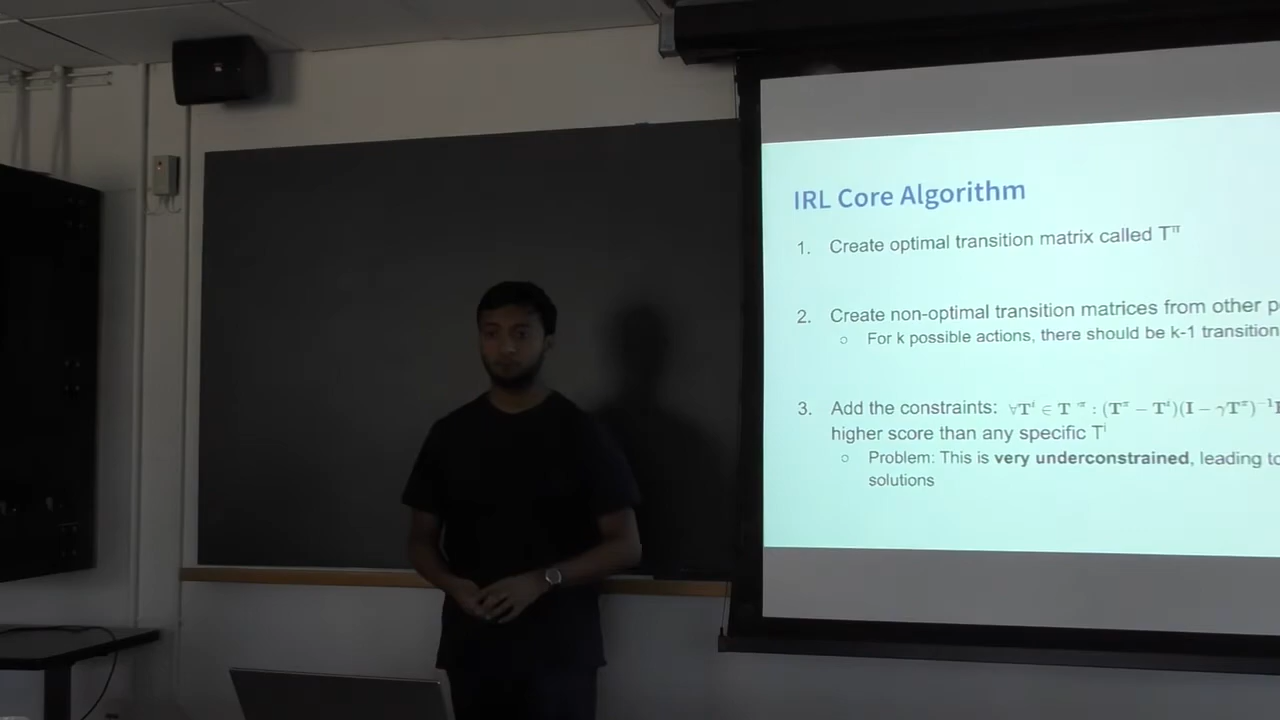 IRL Core Algorithm
1. Create optimal transition matrix called T^π
2. Create non-optimal transition matrices from other
○ For k possible actions, there should be k-1 transition
3. Add the constraints: ∀T^i ∈ T^-π : (T^π − T^i)(I − γT^π)^−1
higher score than any specific T^i
○ Problem: This is very underconstrained, leading to
solutions